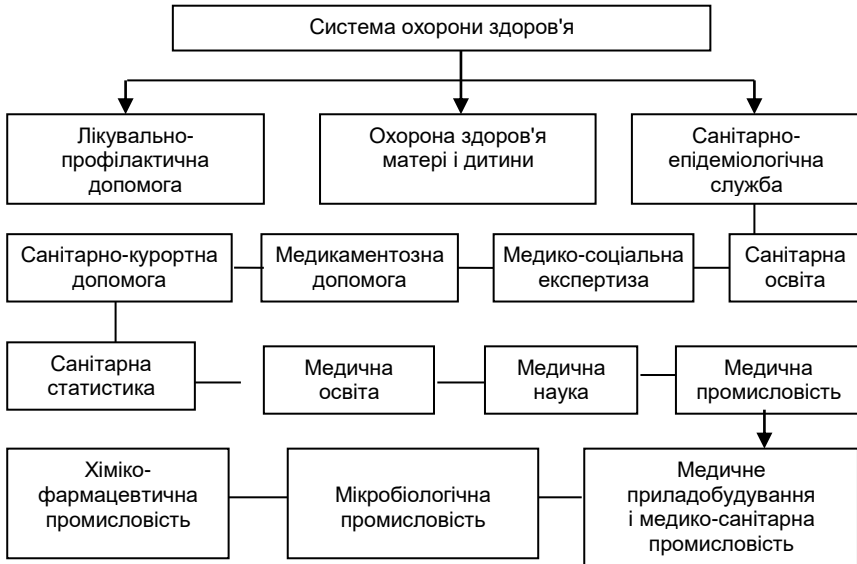 Система охорони здоров'я
Лікувально-
профілактична
допомога
Охорона здоров'я
матері і дитини
Санітарно-
епідеміологічна
служба
Санітарно-курортна
допомога
Медикаментозна
допомога
Медико-соціальна
експертиза
Санітарна
освіта
Санітарна
статистика
Медична
освіта
Медична
наука
Медична
промисловість
Хіміко-
фармацевтична
промисловість
Мікробіологічна
промисловість
Медичне
приладобудування
і медико-санітарна
промисловість